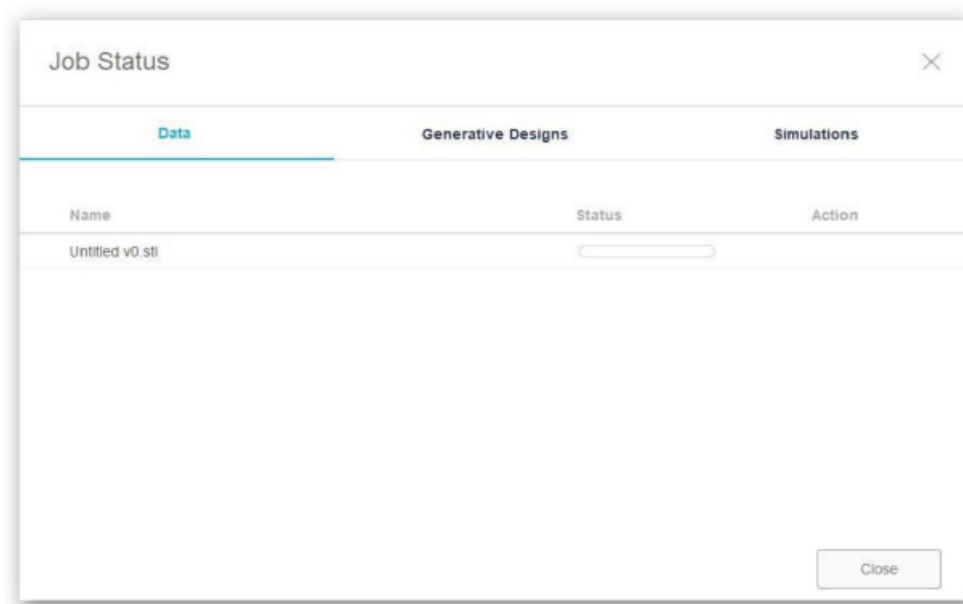 Job Status
Data Generative Designs Simulations
Name Status Action
Untitled v0.stl
Close